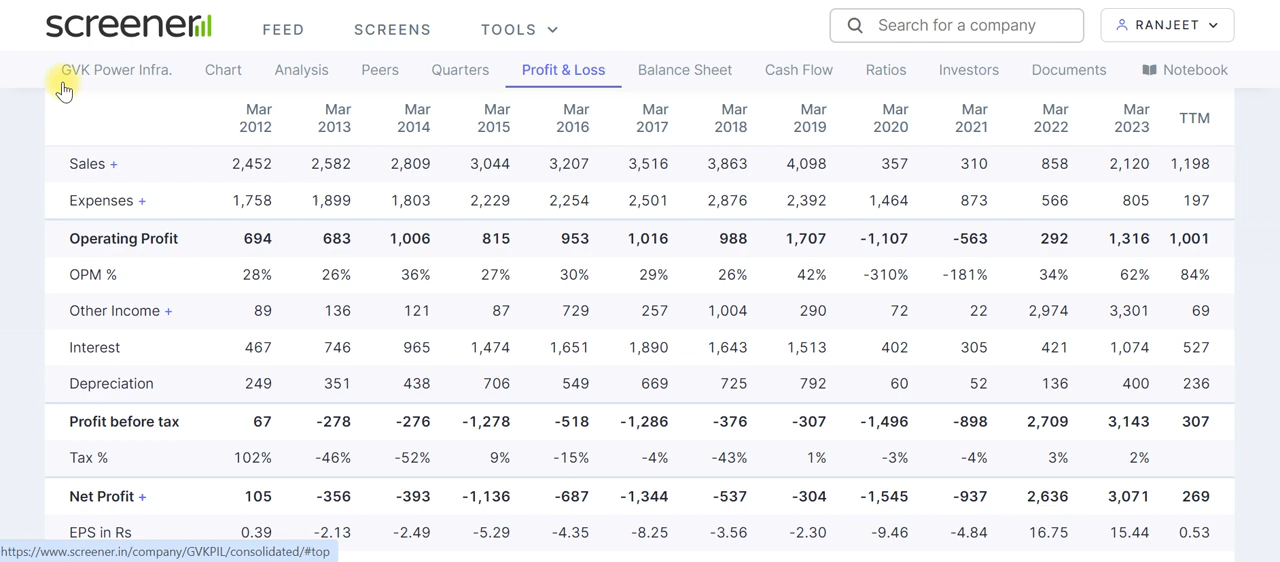 screener
FEED SCREENS TOOLS Search for a company RANJEET
GVK Power Infra. Chart Analysis Peers Quarters Profit & Loss Balance Sheet Cash Flow Ratios Investors Documents Notebook
Mar 2012 Mar 2013 Mar 2014 Mar 2015 Mar 2016 Mar 2017 Mar 2018 Mar 2019 Mar 2020 Mar 2021 Mar 2022 Mar 2023 TTM
Sales + 2,452 2,582 2,809 3,044 3,207 3,516 3,863 4,098 357 310 858 2,120 1,198
Expenses + 1,758 1,899 1,803 2,229 2,254 2,501 2,876 2,392 1,464 873 566 805 197
Operating Profit 694 683 1,006 815 953 1,016 988 1,707 -1,107 -563 292 1,316 1,001
OPM % 28% 26% 36% 27% 30% 29% 26% 42% -310% -181% 34% 62% 84%
Other Income + 89 136 121 87 729 257 1,004 290 72 22 2,974 3,301 69
Interest 467 746 965 1,474 1,651 1,890 1,643 1,513 402 305 421 1,074 527
Depreciation 249 351 438 706 549 669 725 792 60 52 136 400 236
Profit before tax 67 -278 -276 -1,278 -518 -1,286 -376 -307 -1,496 -898 2,709 3,143 307
Tax % 102% -46% -52% 9% -15% -4% -43% 1% -3% -4% 3% 2%
Net Profit + 105 -356 -393 -1,136 -687 -1,344 -537 -304 -1,545 -937 2,636 3,071 269
EPS in Rs 0.39 -2.13 -2.49 -5.29 -4.35 -8.25 -3.56 -2.30 -9.46 -4.84 16.75 15.44 0.53
https://www.screener.in/company/GVKPIL/consolidated/#top